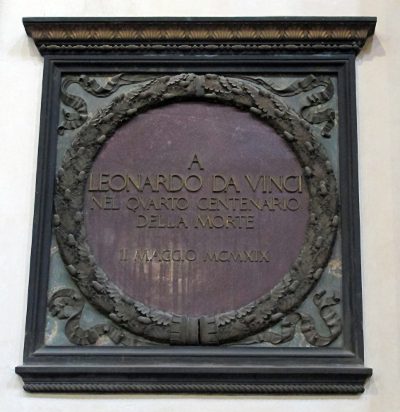 A
LEONARDO DA VINCI
NEL QVARTO CENTENARIO
DELLA MORTE
II MAGGIO MCMXIX